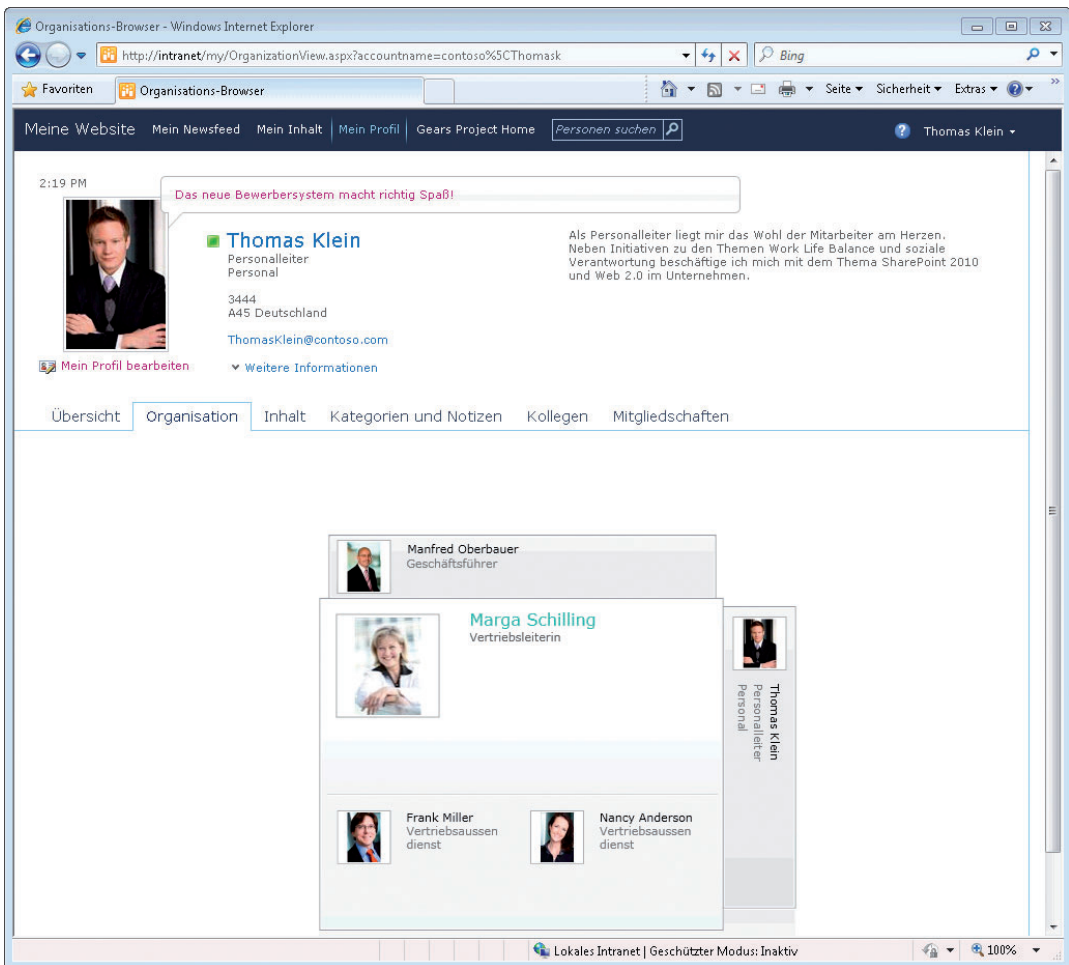 Organisations-Browser - Windows Internet Explorer
http://intranet/my/OrganizationView.aspx?accountname=contoso%5CThomask
Bing
Favoriten
Organisations-Browser
Seite
Sicherheit
Extras
Meine Website
Mein Newsfeed
Mein Inhalt
Mein Profil
Gears Project Home
Personen suchen
Thomas Klein
2:19 PM
Das neue Bewerbersystem macht richtig Spaß!
Thomas Klein
Personalleiter
Personal
3444
A45 Deutschland
ThomasKlein@contoso.com
Weitere Informationen
Mein Profil bearbeiten
Als Personalleiter liegt mir das Wohl der Mitarbeiter am Herzen.
Neben Initiativen zu den Themen Work Life Balance und soziale
Verantwortung beschäftige ich mich mit dem Thema SharePoint 2010
und Web 2.0 im Unternehmen.
Übersicht
Organisation
Inhalt
Kategorien und Notizen
Kollegen
Mitgliedschaften
Manfred Oberbauer
Geschäftsführer
Marga Schilling
Vertriebsleiterin
Thomas Klein
Personalleiter
Personal
Frank Miller
Vertriebsaussen
dienst
Nancy Anderson
Vertriebsaussen
dienst
Lokales Intranet | Geschützter Modus: Inaktiv
100%